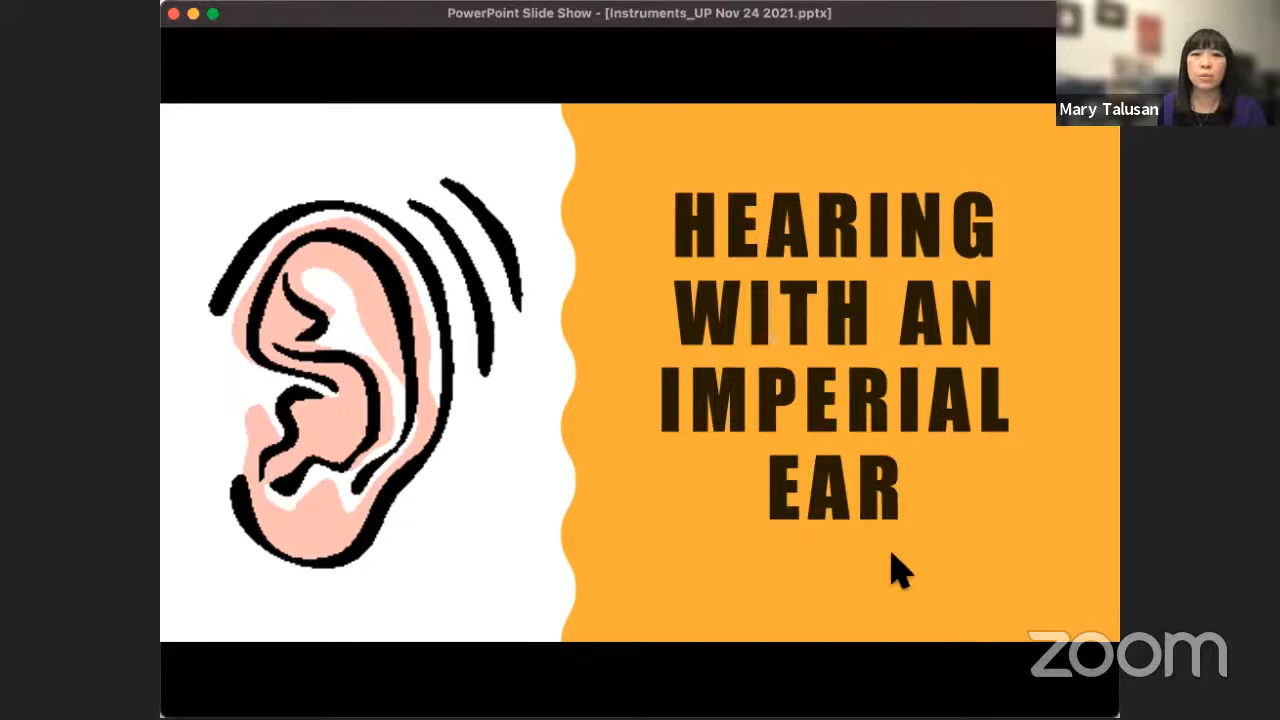 PowerPoint Slide Show - [Instruments_UP Nov 24 2021.pptx]
Mary Talusan
HEARING
WITH AN
IMPERIAL
EAR
zoom